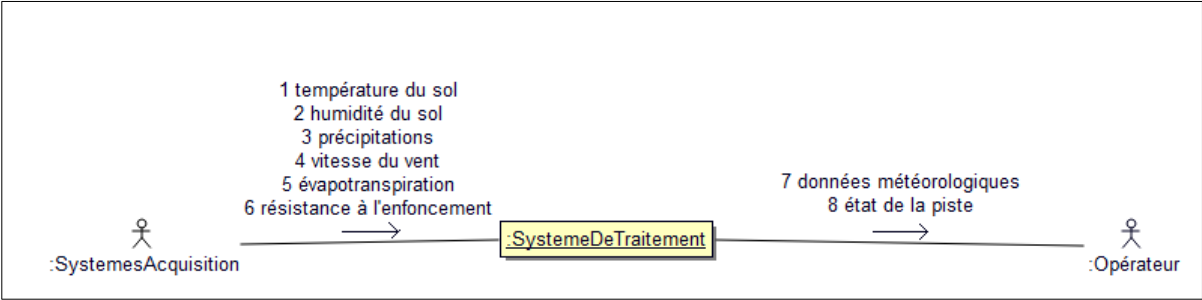 1 température du sol
2 humidité du sol
3 précipitations
4 vitesse du vent
5 évapotranspiration
6 résistance à l'enfoncement
7 données météorologiques
8 état de la piste
:SystemesAcquisition
:SystemeDeTraitement
:Opérateur